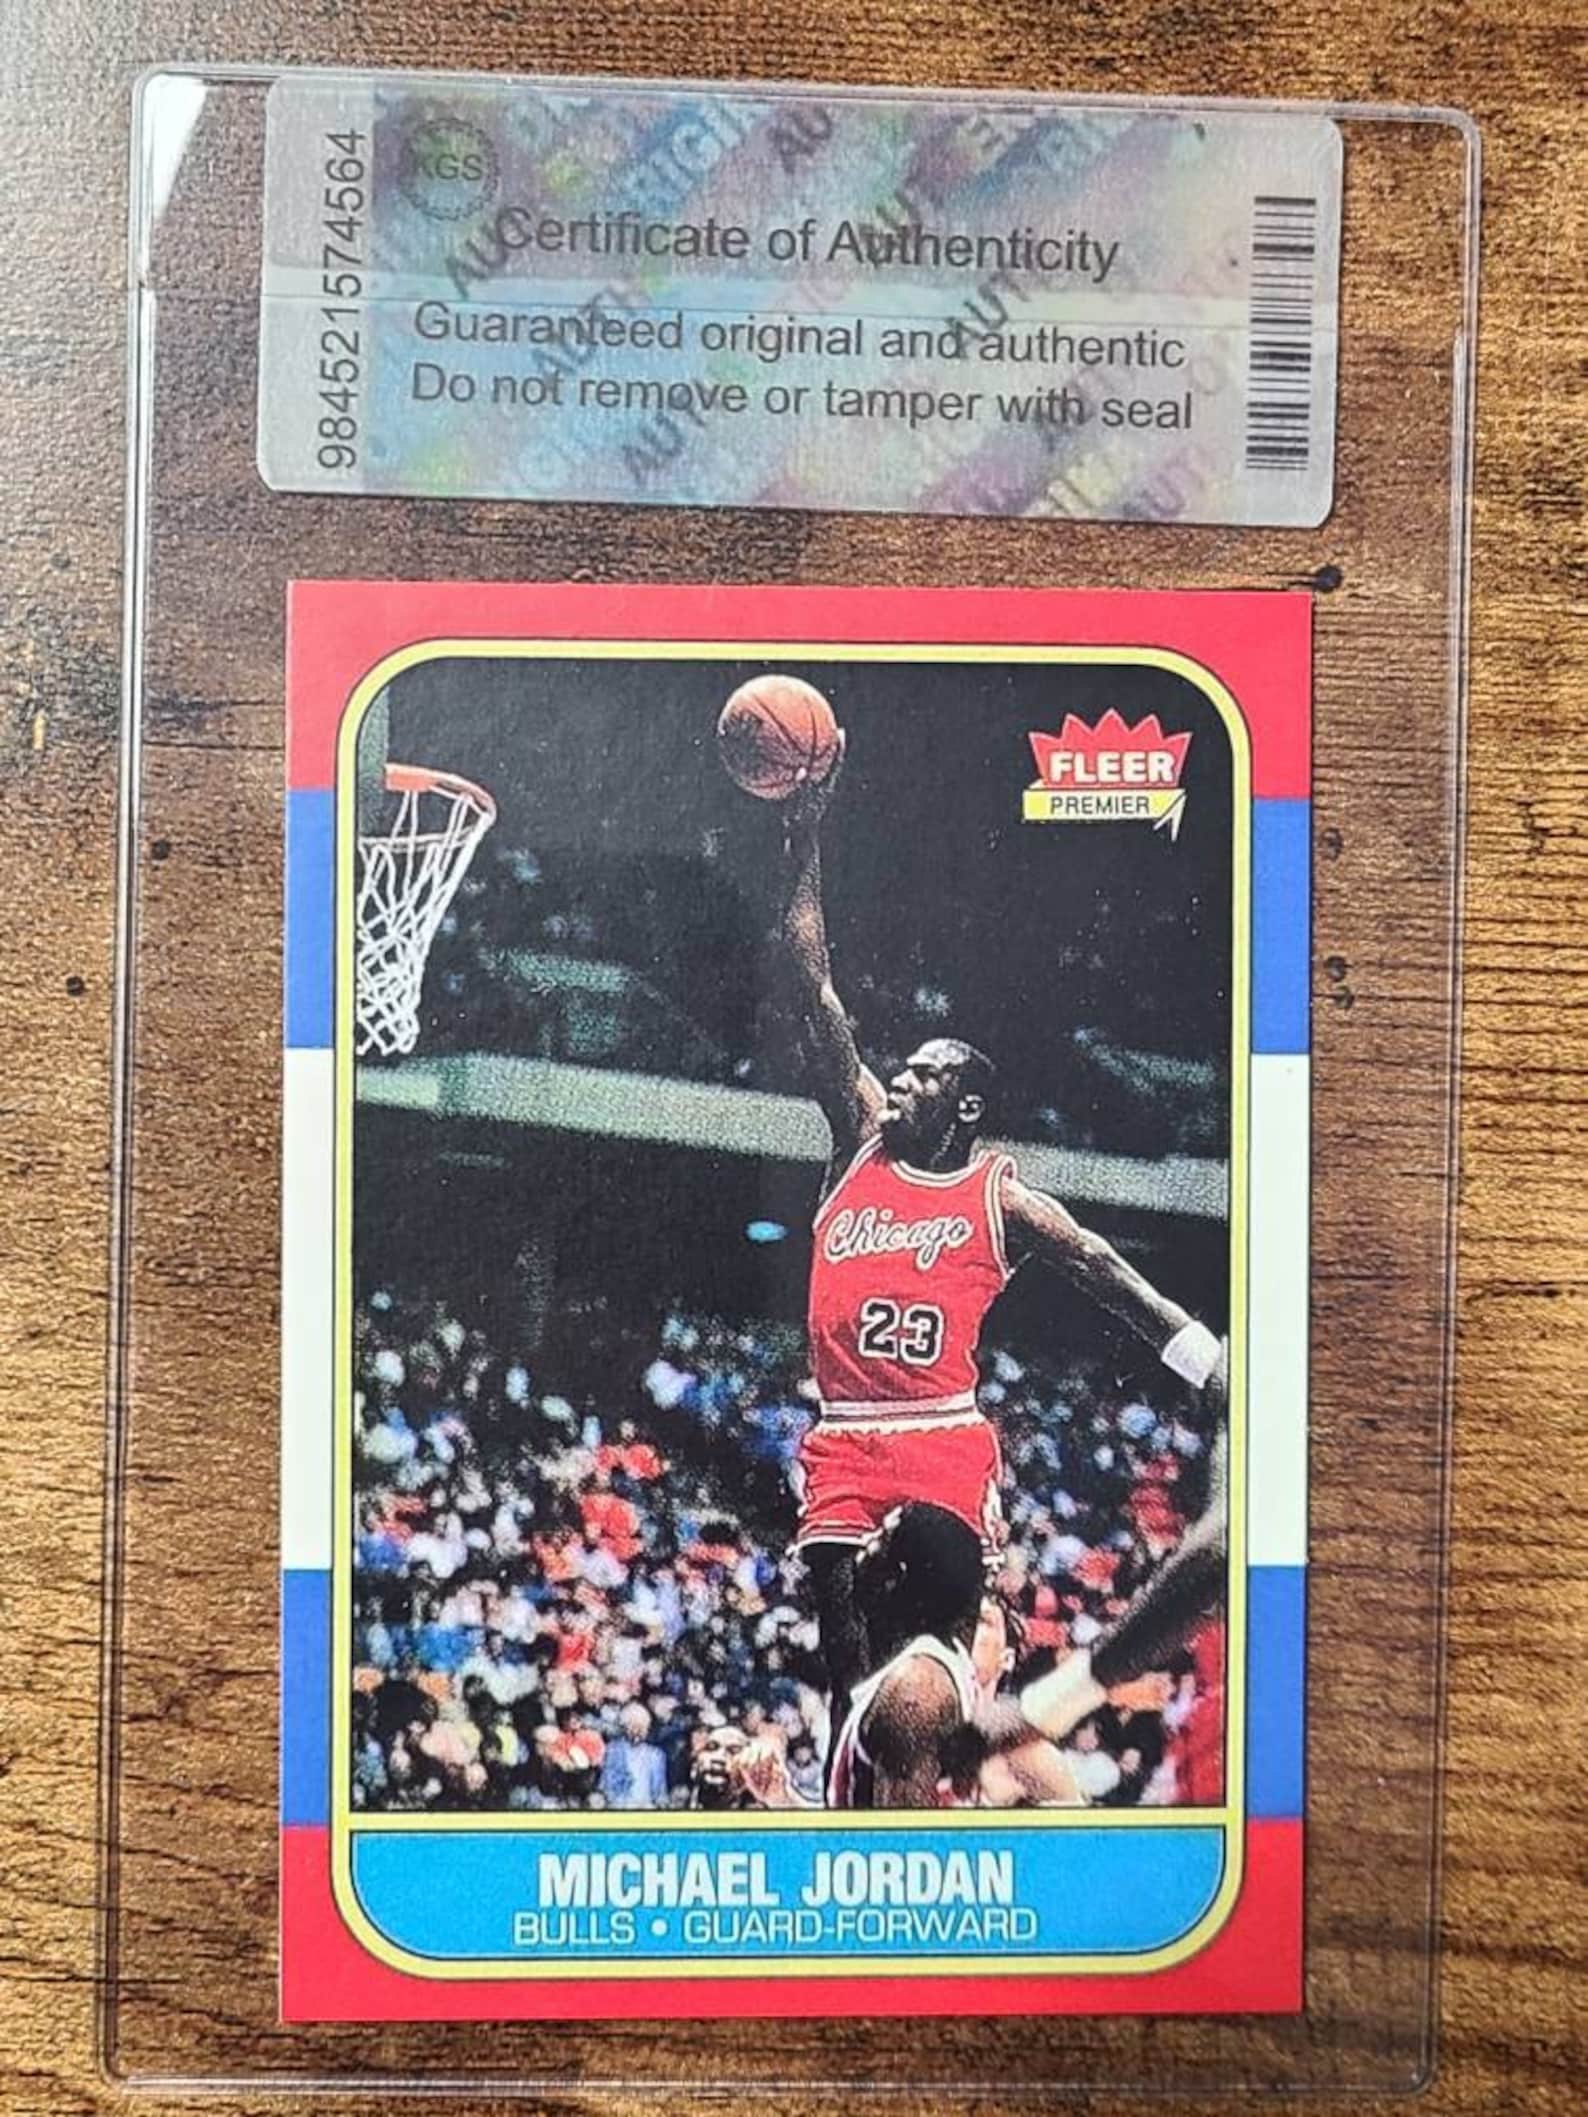 984521574564
KGS
Certificate of Authenticity
Guaranteed original and authentic
Do not remove or tamper with seal
FLEER
PREMIER
Chicago
23
MICHAEL JORDAN
BULLS • GUARD-FORWARD